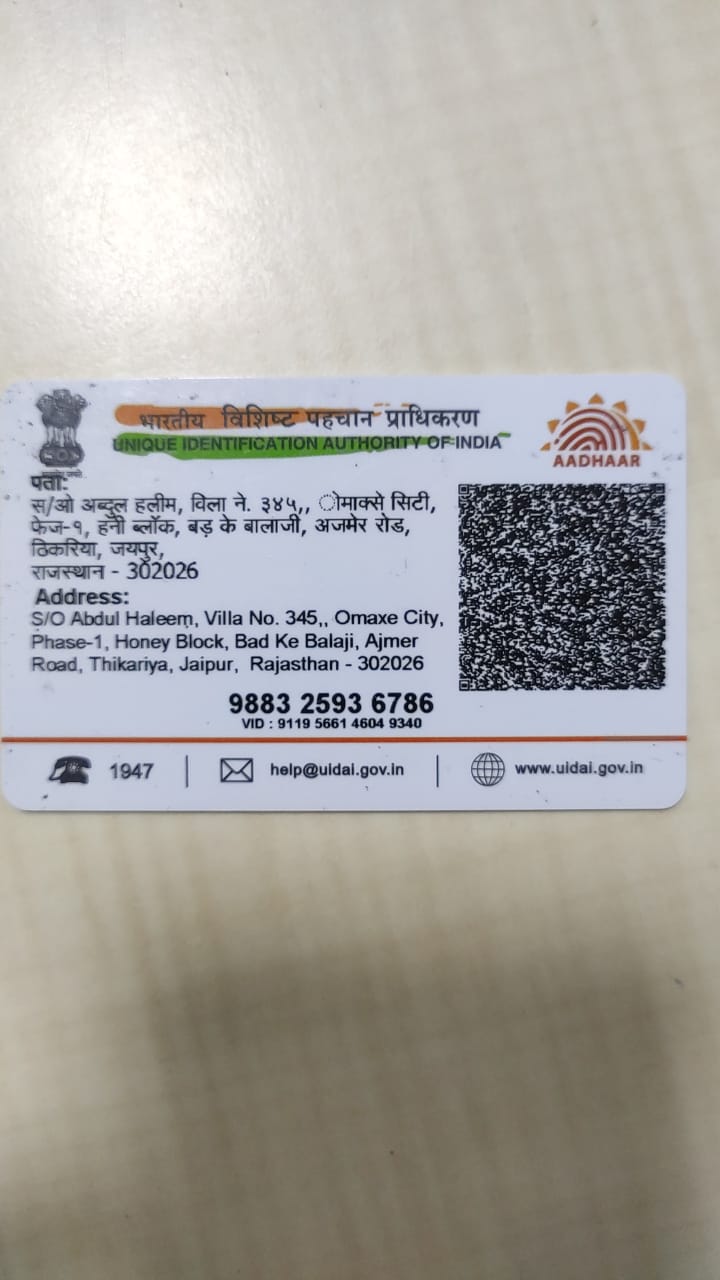 भारतीय विशिष्ट पहचान प्राधिकरण
UNIQUE IDENTIFICATION AUTHORITY OF INDIA
AADHAAR
पता:
स/ओ अब्दुल हलीम, विला ने. ३४५,, ोमाक्से सिटी,
फेज-१, हनी ब्लॉक, बड़ के बालाजी, अजमेर रोड,
ठिकरिया, जयपुर,
राजस्थान - 302026
Address:
S/O Abdul Haleem, Villa No. 345,, Omaxe City,
Phase-1, Honey Block, Bad Ke Balaji, Ajmer
Road, Thikariya, Jaipur, Rajasthan - 302026
9883 2593 6786
VID : 9119 5661 4604 9340
1947 | help@uidai.gov.in | www.uidai.gov.in